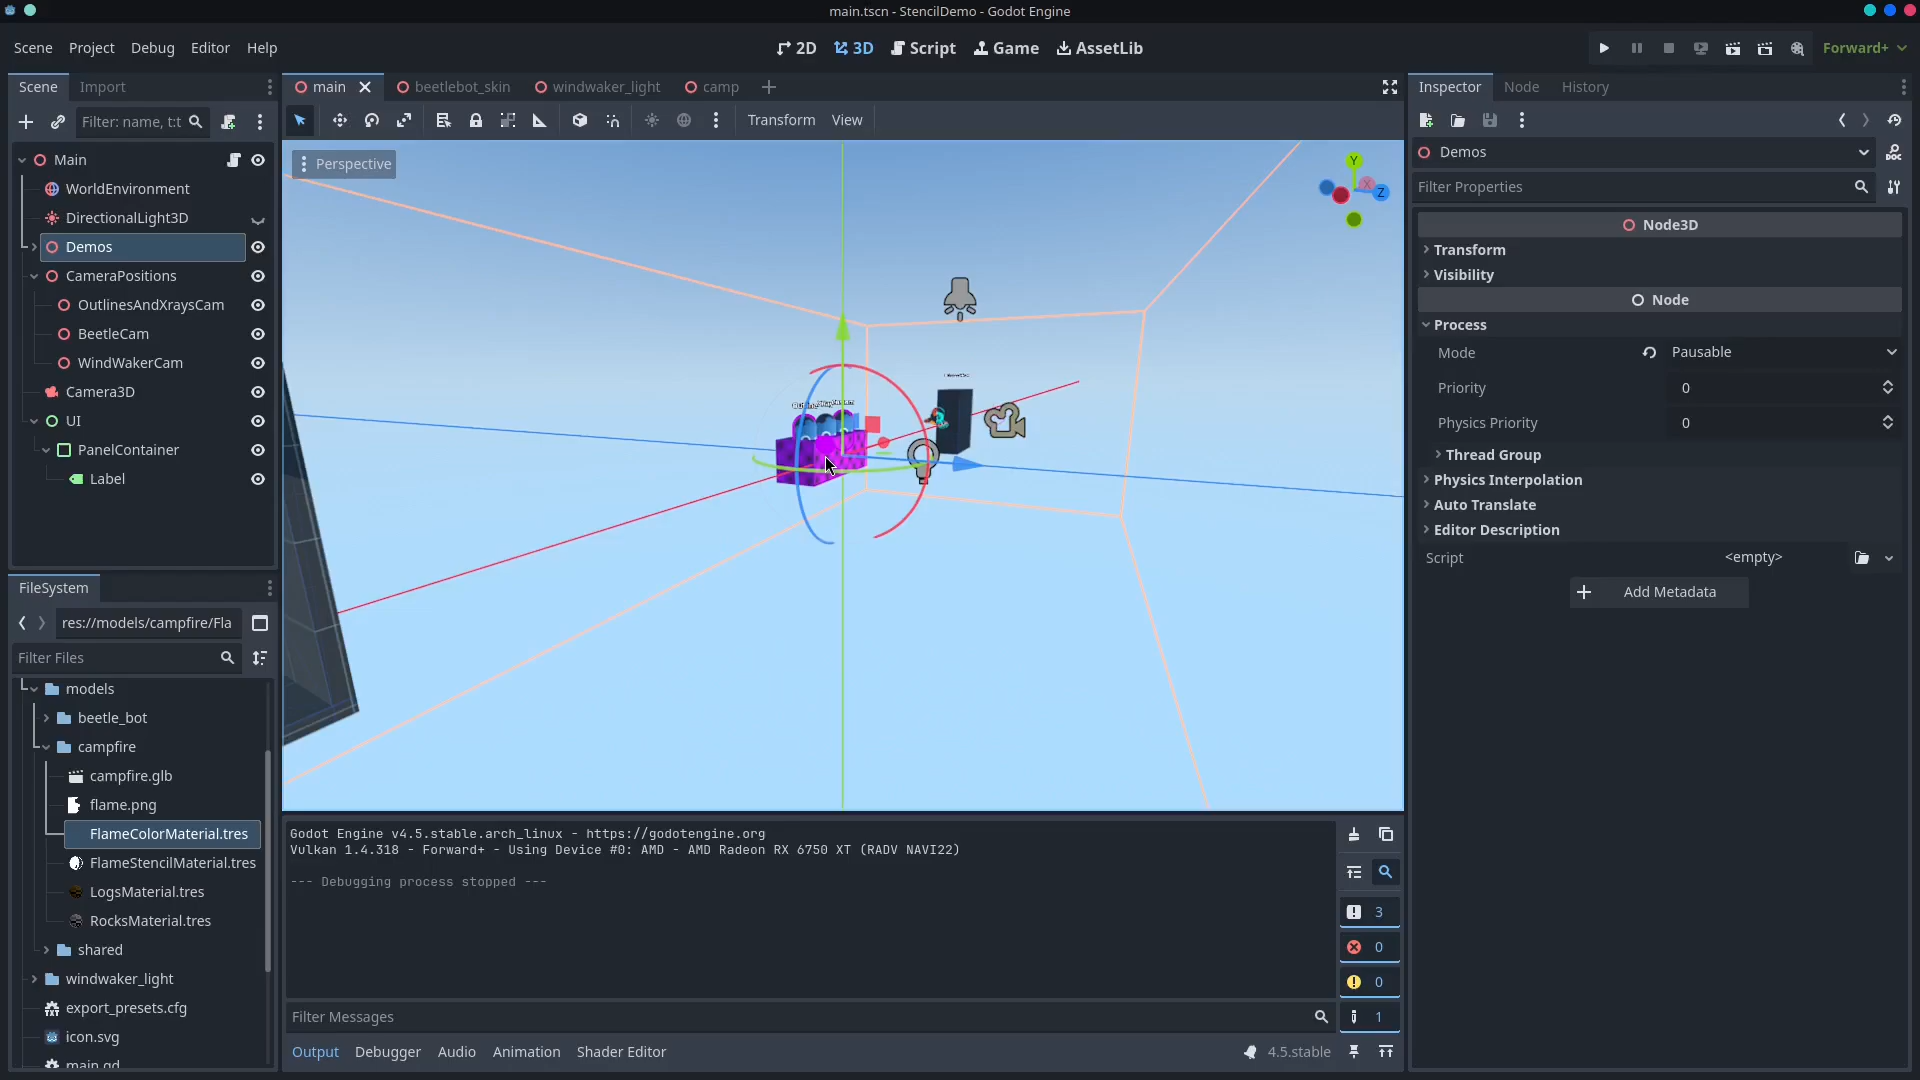 main.tscn - StencilDemo - Godot Engine
Scene Project Debug Editor Help
2D 3D Script Game AssetLib
Forward+
Scene Import
Filter: name, t:t
Main
WorldEnvironment
DirectionalLight3D
Demos
CameraPositions
OutlinesAndXraysCam
BeetleCam
WindWakerCam
Camera3D
UI
PanelContainer
Label
FileSystem
res://models/campfire/Fla
Filter Files
models
beetle_bot
campfire
campfire.glb
flame.png
FlameColorMaterial.tres
FlameStencilMaterial.tres
LogsMaterial.tres
RocksMaterial.tres
shared
windwaker_light
export_presets.cfg
icon.svg
main.gd
main beetlebot_skin windwaker_light camp
Transform View
Perspective
Y
X
Z
Godot Engine v4.5.stable.arch_linux - https://godotengine.org
Vulkan 1.4.318 - Forward+ - Using Device #0: AMD - AMD Radeon RX 6750 XT (RADV NAVI22)
--- Debugging process stopped ---
3
0
0
1
Filter Messages
Output Debugger Audio Animation Shader Editor 4.5.stable
Inspector Node History
Demos
DOC
Filter Properties
Node3D
Transform
Visibility
Node
Process
Mode Pausable
Priority 0
Physics Priority 0
Thread Group
Physics Interpolation
Auto Translate
Editor Description
Script <empty>
Add Metadata